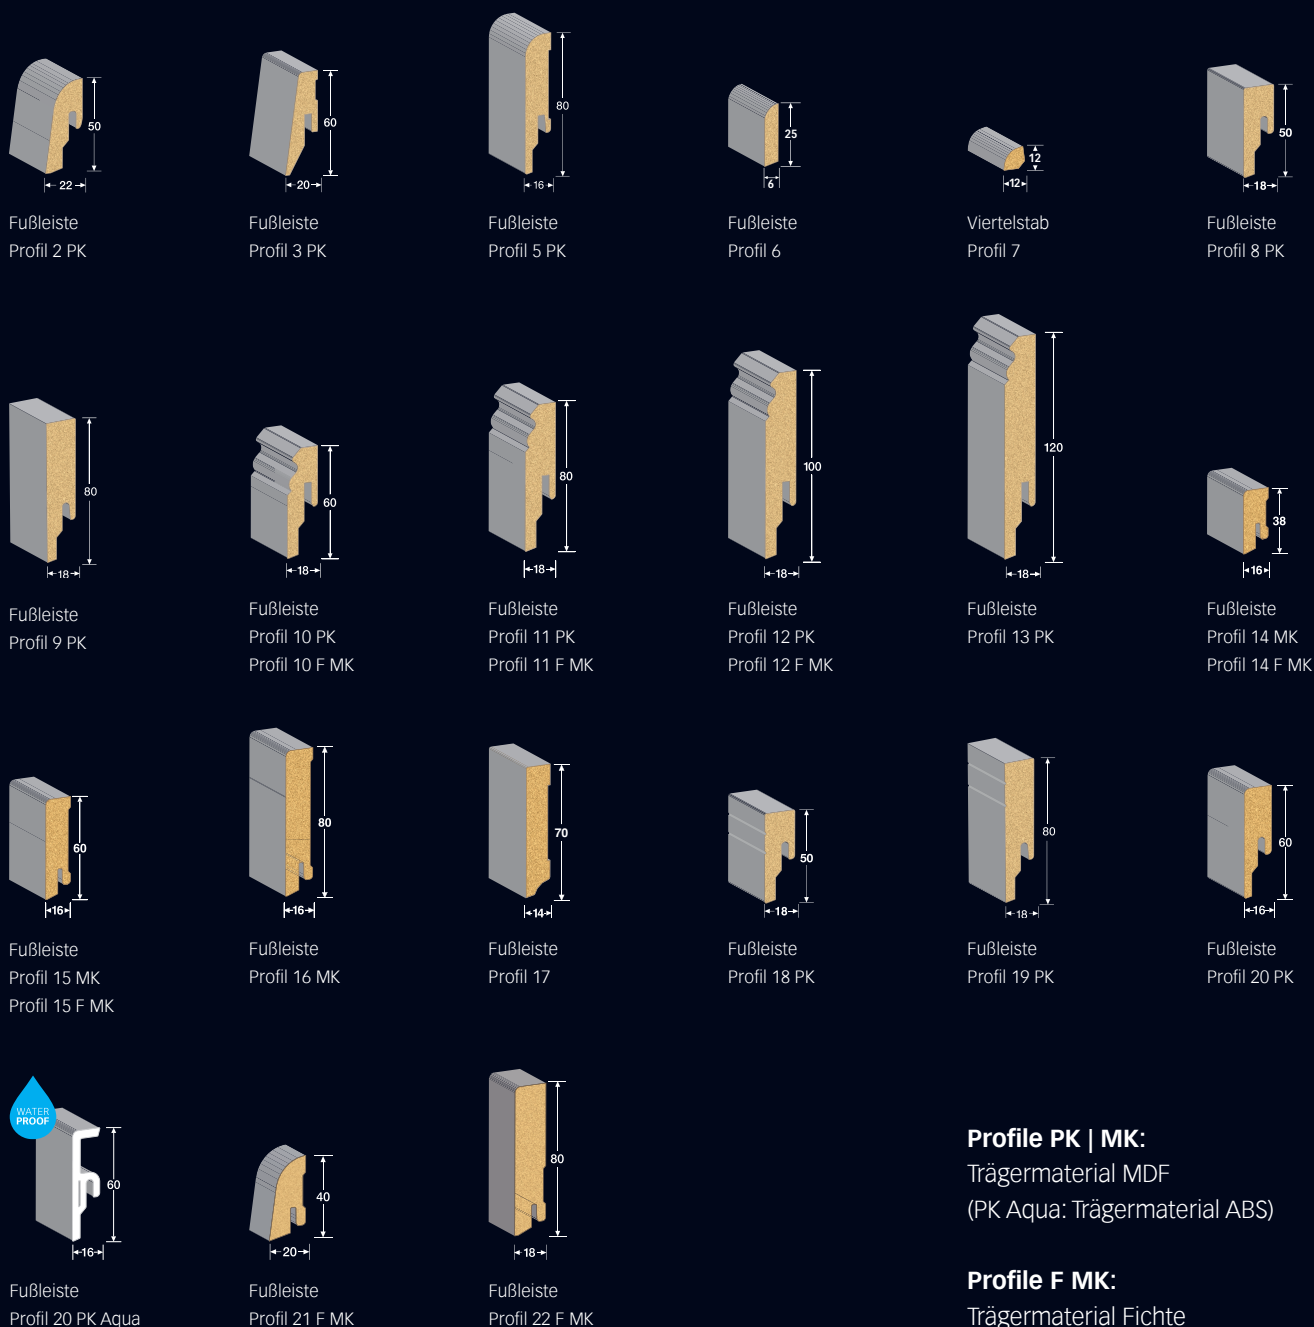 50
22
Fußleiste
Profil 2 PK
60
20
Fußleiste
Profil 3 PK
80
16
Fußleiste
Profil 5 PK
25
6
Fußleiste
Profil 6
12
12
Viertelstab
Profil 7
50
18
Fußleiste
Profil 8 PK
80
18
Fußleiste
Profil 9 PK
60
18
Fußleiste
Profil 10 PK
Profil 10 F MK
80
18
Fußleiste
Profil 11 PK
Profil 11 F MK
100
18
Fußleiste
Profil 12 PK
Profil 12 F MK
120
18
Fußleiste
Profil 13 PK
38
16
Fußleiste
Profil 14 MK
Profil 14 F MK
60
16
Fußleiste
Profil 15 MK
Profil 15 F MK
80
16
Fußleiste
Profil 16 MK
70
14
Fußleiste
Profil 17
50
18
Fußleiste
Profil 18 PK
80
18
Fußleiste
Profil 19 PK
60
16
Fußleiste
Profil 20 PK
WATER
PROOF
60
16
Fußleiste
Profil 20 PK Aqua
40
20
Fußleiste
Profil 21 F MK
80
18
Fußleiste
Profil 22 F MK
Profile PK | MK:
Trägermaterial MDF
(PK Aqua: Trägermaterial ABS)
Profile F MK:
Trägermaterial Fichte